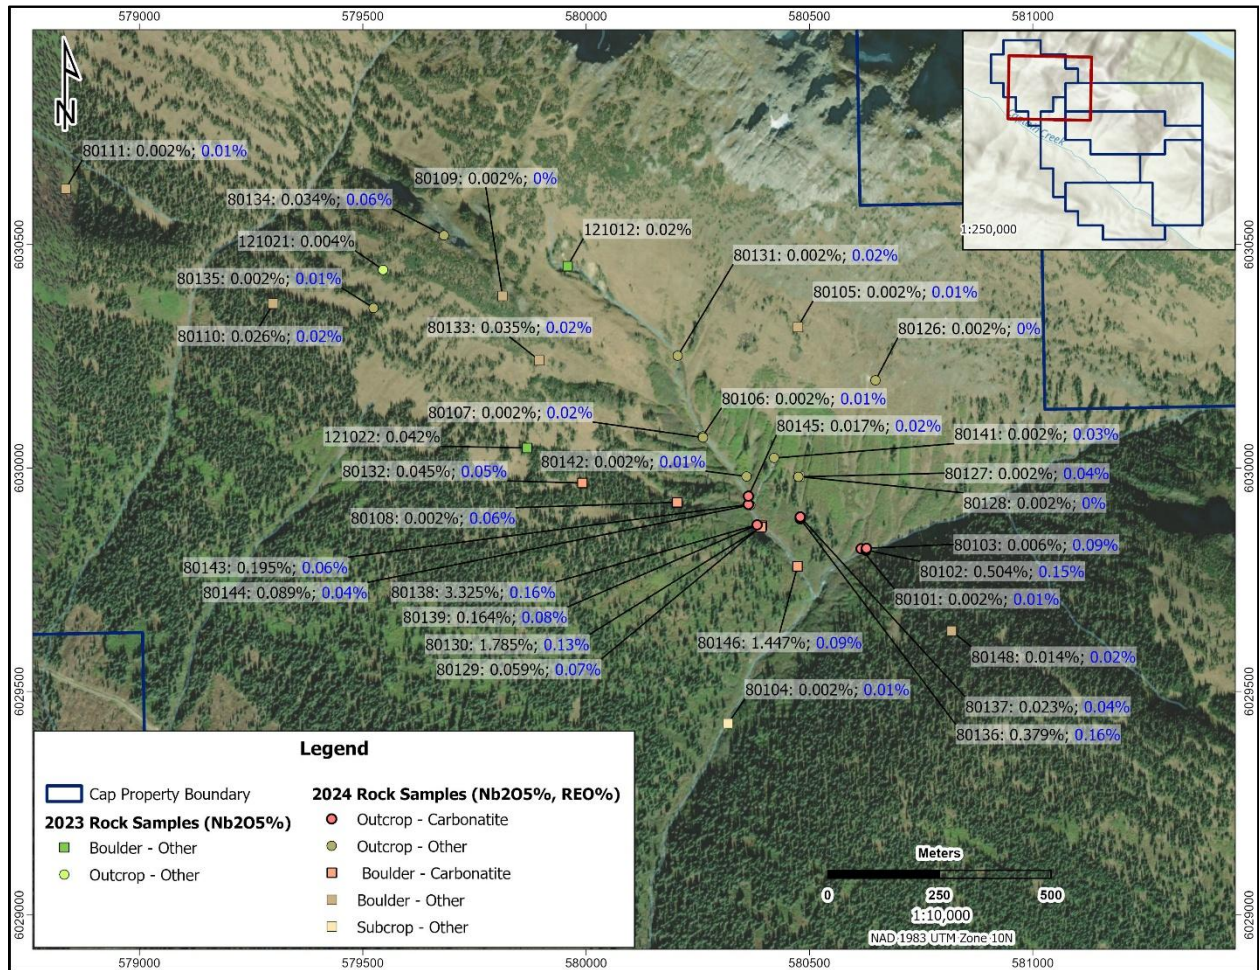 579000
579500
580000
580500
581000
N
Captain Creek
1:250,000
6030500
6030000
6029500
6029000
6030500
6030000
6029500
6029000
80111: 0.002%; 0.01%
80109: 0.002%; 0%
80134: 0.034%; 0.06%
121012: 0.02%
121021: 0.004%
80131: 0.002%; 0.02%
80135: 0.002%; 0.01%
80105: 0.002%; 0.01%
80110: 0.026%; 0.02%
80133: 0.035%; 0.02%
80126: 0.002%; 0%
80106: 0.002%; 0.01%
80107: 0.002%; 0.02%
80145: 0.017%; 0.02%
121022: 0.042%
80141: 0.002%; 0.03%
80132: 0.045%; 0.05%
80142: 0.002%; 0.01%
80127: 0.002%; 0.04%
80128: 0.002%; 0%
80108: 0.002%; 0.06%
80103: 0.006%; 0.09%
80143: 0.195%; 0.06%
80102: 0.504%; 0.15%
80144: 0.089%; 0.04%
80138: 3.325%; 0.16%
80101: 0.002%; 0.01%
80139: 0.164%; 0.08%
80130: 1.785%; 0.13%
80146: 1.447%; 0.09%
80129: 0.059%; 0.07%
80148: 0.014%; 0.02%
80104: 0.002%; 0.01%
80137: 0.023%; 0.04%
80136: 0.379%; 0.16%
Legend
Cap Property Boundary
2023 Rock Samples (Nb2O5%)
Boulder - Other
Outcrop - Other
2024 Rock Samples (Nb2O5%, REO%)
Outcrop - Carbonatite
Outcrop - Other
Boulder - Carbonatite
Boulder - Other
Subcrop - Other
Meters
0
250
500
1:10,000
NAD 1983 UTM Zone 10N
579000
579500
580000
580500
581000